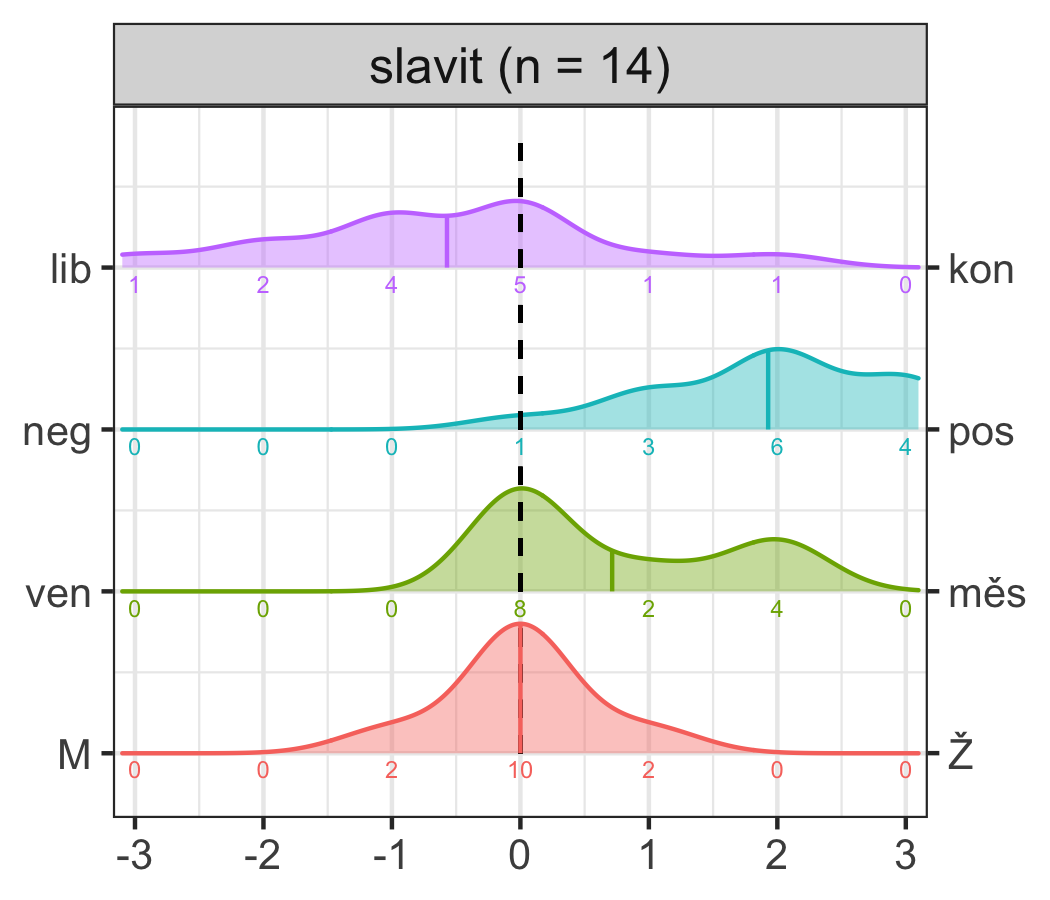 slavit (n = 14)
lib kon
1 2 4 5 1 1 0
neg pos
0 0 0 1 3 6 4
ven měs
0 0 0 8 2 4 0
M Ž
0 0 2 10 2 0 0
-3 -2 -1 0 1 2 3